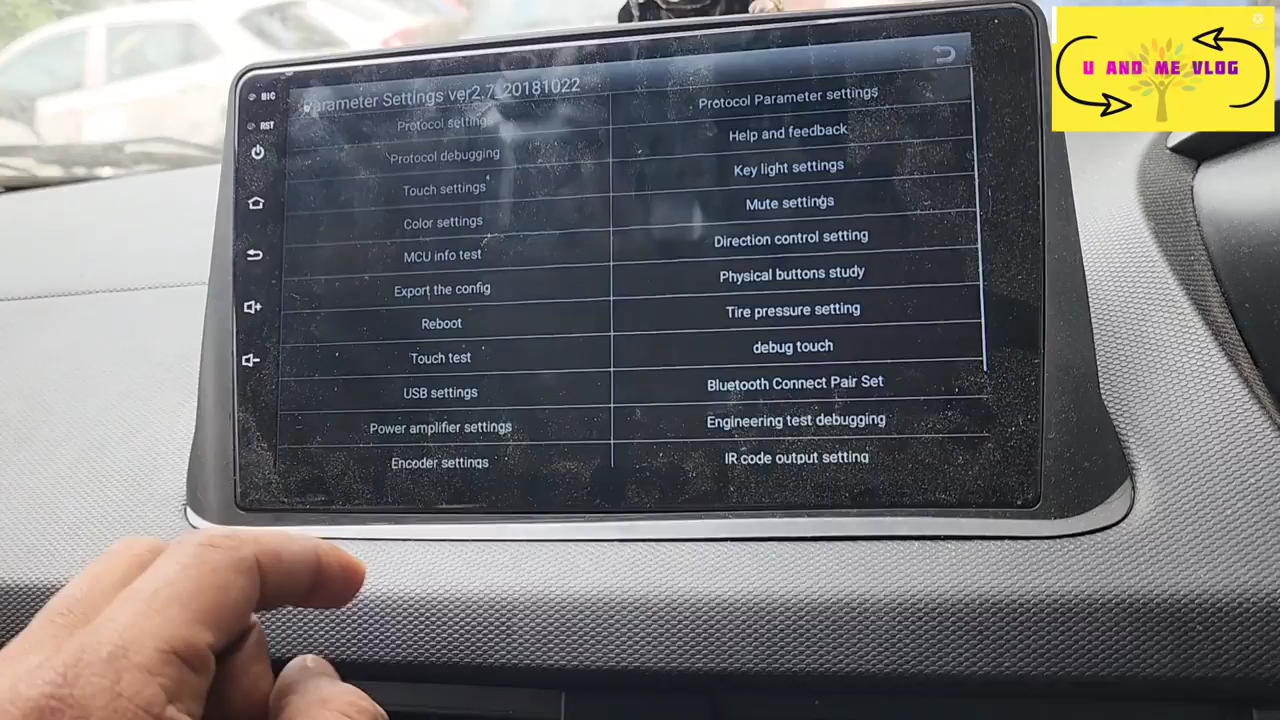 U AND ME VLOG
MIC
RST
Parameter Settings ver2.7_20181022
Protocol settings
Protocol Parameter settings
Protocol debugging
Help and feedback
Touch settings
Key light settings
Color settings
Mute settings
MCU info test
Direction control setting
Export the config
Physical buttons study
Reboot
Tire pressure setting
Touch test
debug touch
USB settings
Bluetooth Connect Pair Set
Power amplifier settings
Engineering test debugging
Encoder settings
IR code output setting